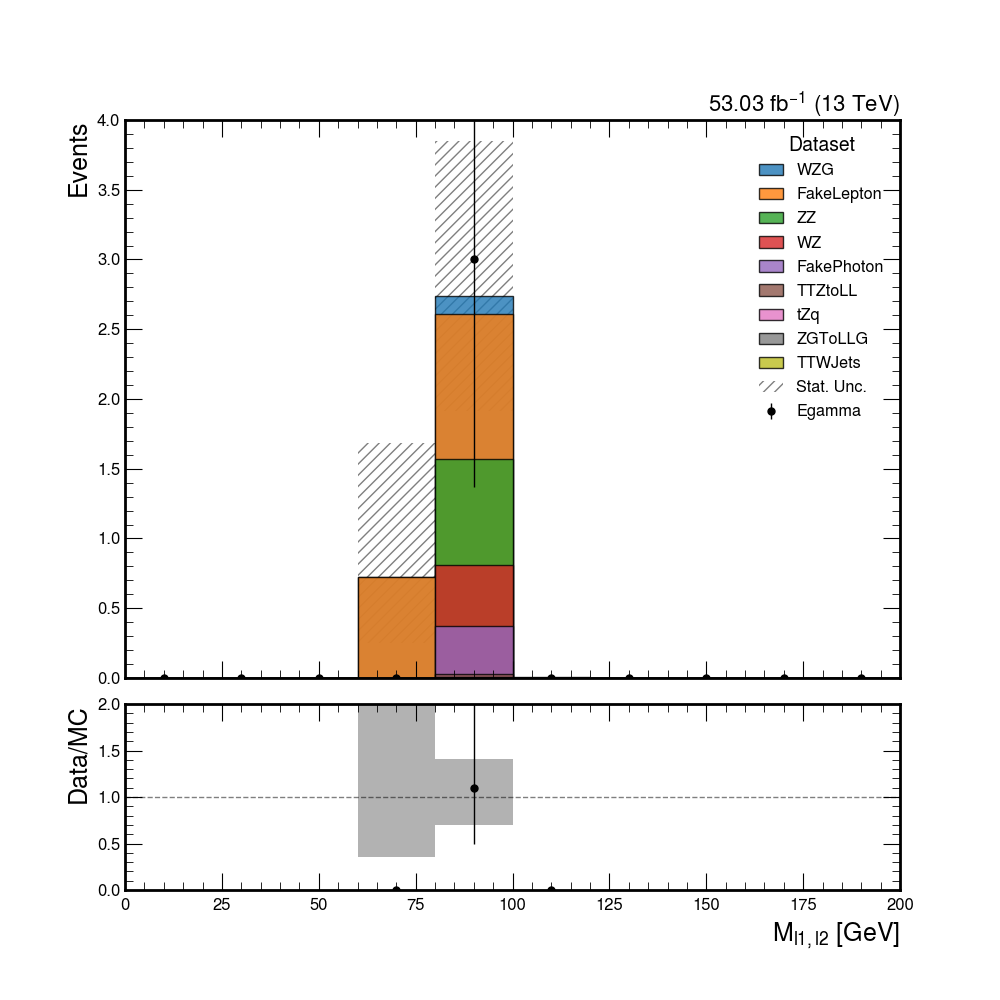 53.03 fb⁻¹ (13 TeV)
Events
4.0
3.5
3.0
2.5
2.0
1.5
1.0
0.5
0.0
Dataset
WZG
FakeLepton
ZZ
WZ
FakePhoton
TTZtoLL
tZq
ZGToLLG
TTWJets
Stat. Unc.
Egamma
Data/MC
2.0
1.5
1.0
0.5
0.0
0 25 50 75 100 125 150 175 200
M_{l1, l2} [GeV]